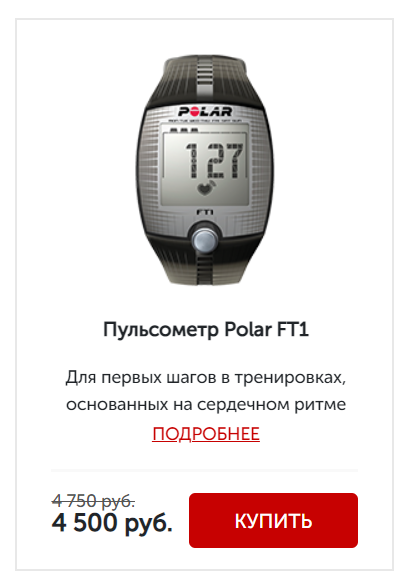 POLAR
127
FT1
Пульсометр Polar FT1
Для первых шагов в тренировках,
основанных на сердечном ритме
ПОДРОБНЕЕ
4 750 руб.
4 500 руб.
КУПИТЬ